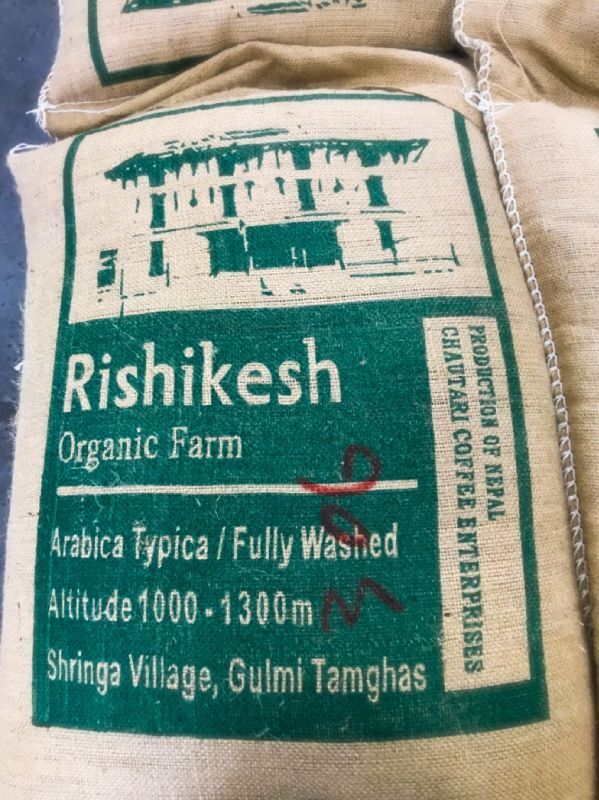 Rishikesh
Organic Farm
Arabica Typica / Fully Washed
Altitude 1000 - 1300m
Shringa Village, Gulmi Tamghas
PRODUCTION OF NEPAL
CHAUTARI COFFEE ENTERPRISES